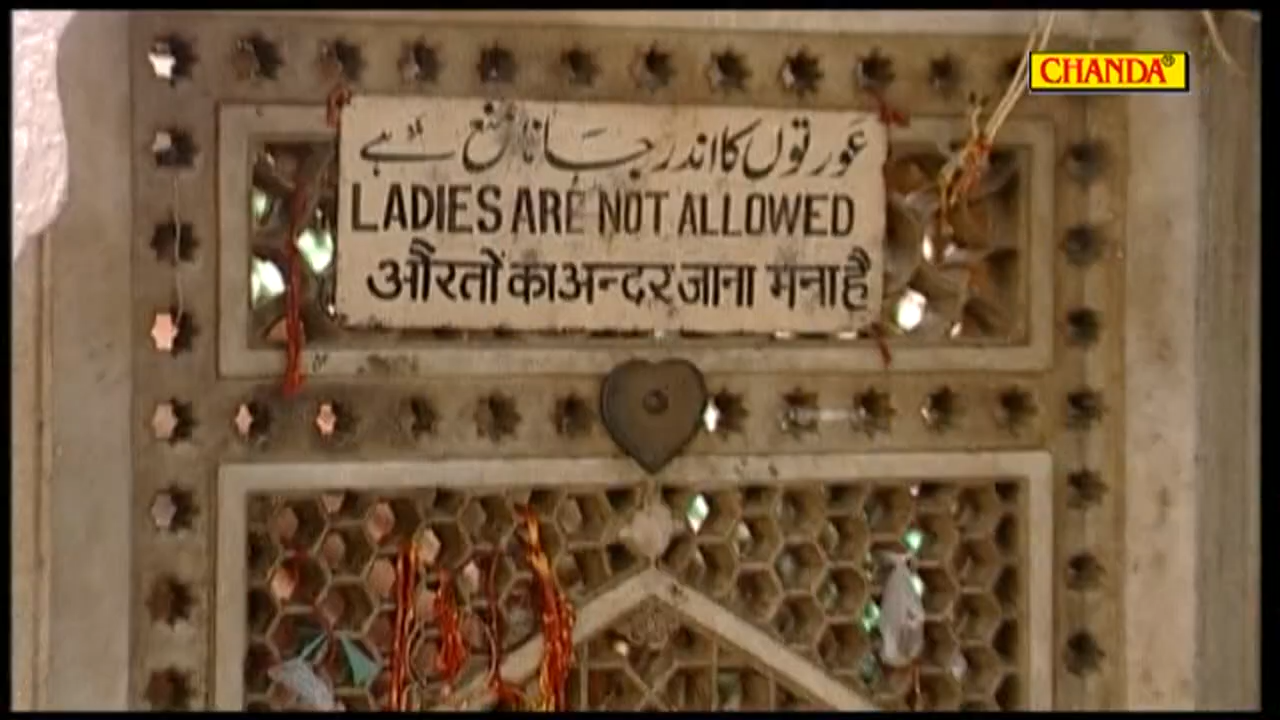 CHANDA®
عورتوں کا اندر جانا منع ہے
LADIES ARE NOT ALLOWED
औरतों का अन्दर जाना मना है